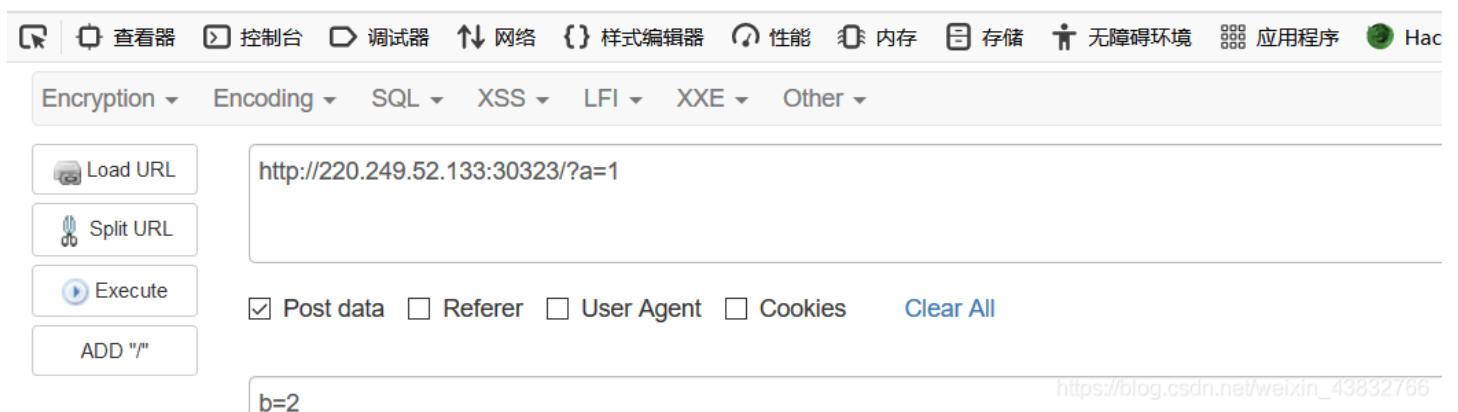 查看器 控制台 调试器 网络 {} 样式编辑器 性能 内存 存储 无障碍环境 应用程序 Hac
Encryption Encoding SQL XSS LFI XXE Other
Load URL
http://220.249.52.133:30323/?a=1
Split URL
Execute
Post data Referer User Agent Cookies Clear All
ADD "/"
b=2
https://blog.csdn.net/weixin_43832766